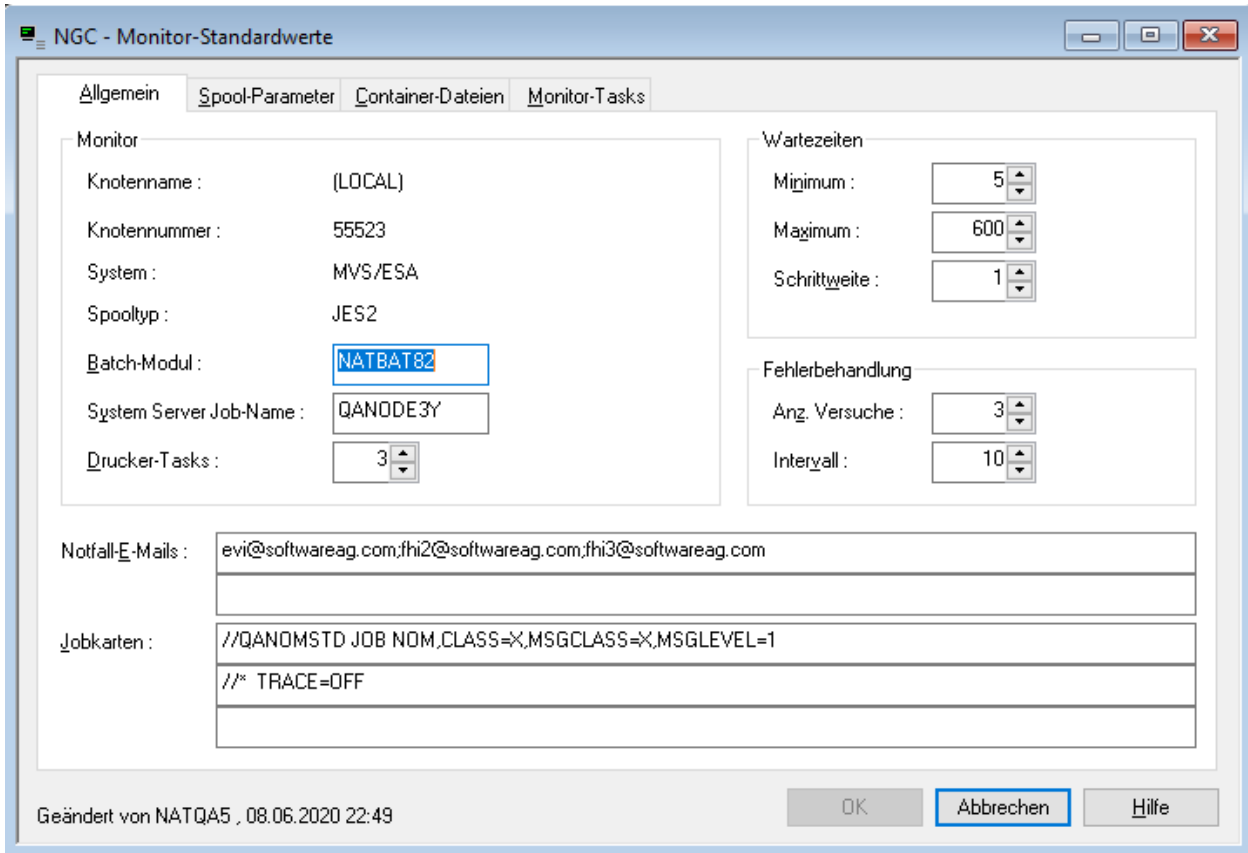 NGC - Monitor-Standardwerte
Allgemein Spool-Parameter Container-Dateien Monitor-Tasks
Monitor
Knotenname : (LOCAL)
Knotennummer : 55523
System : MVS/ESA
Spooltyp : JES2
Batch-Modul : NATBAT82
System Server Job-Name : QANODE3Y
Drucker-Tasks : 3
Wartezeiten
Minimum : 5
Maximum : 600
Schrittweite : 1
Fehlerbehandlung
Anz. Versuche : 3
Intervall : 10
Notfall-E-Mails : evi@softwareag.com;fhi2@softwareag.com;fhi3@softwareag.com
Jobkarten : //QANOMSTD JOB NOM,CLASS=X,MSGCLASS=X,MSGLEVEL=1
//* TRACE=OFF
Geändert von NATQA5 , 08.06.2020 22:49
OK Abbrechen Hilfe